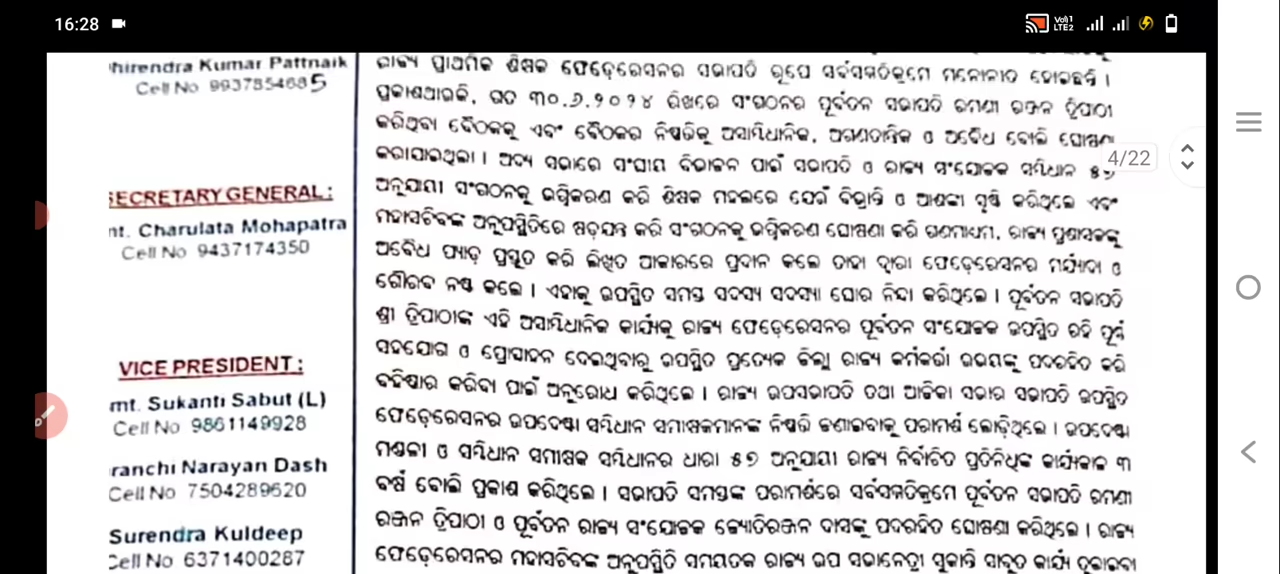 16:28
Vo))1
LTE2
hirendra Kumar Pattnaik
Cell No 9937854685
SECRETARY GENERAL :
nt. Charulata Mohapatra
Cell No 9437174350
VICE PRESIDENT :
mt. Sukanti Sabut (L)
Cell No 9861149928
ranchi Narayan Dash
Cell No 7504289620
Surendra Kuldeep
Cell No 6371400287
ରାଜ୍ୟ ପ୍ରାଥମିକ ଶିକ୍ଷକ ଫେଡ଼େରେସନର ସଭାପତି ରୂପେ ସର୍ବସମ୍ମତିକ୍ରମେ ମନୋନୀତ ହୋଇଛନ୍ତି ।
ପ୍ରକାଶଥାଉକି, ଗତ ୩୦.୬.୨୦୨୪ ରିଖରେ ସଂଗଠନର ପୂର୍ବତନ ସଭାପତି ରମଣୀ ରଞ୍ଜନ ତ୍ରିପାଠୀ
କରିଥିବା ବୈଠକକୁ ଏବଂ ବୈଠକର ନିଷ୍ପତ୍ତିକୁ ଅସାମ୍ବିଧାନିକ, ଅଗଣତାନ୍ତ୍ରିକ ଓ ଅବୈଧ ବୋଲି ଘୋଷଣା
କରାଯାଇଥିଲା । ଅଦ୍ୟ ସଭାରେ ସଂଘୀୟ ବିଭାଜନ ପାଇଁ ସଭାପତି ଓ ରାଜ୍ୟ ସଂଯୋଜକ ସମ୍ବିଧାନ ୫୭
4/22
ଅନୁଯାୟୀ ସଂଗଠନକୁ ଭଗ୍ନିକରଣ କରି ଶିକ୍ଷକ ମହଲରେ ଯେଉଁ ବିଭ୍ରାନ୍ତି ଓ ଆଶଙ୍କା ସୃଷ୍ଟି କରିଥିଲେ ଏବଂ
ମହାସଚିବଙ୍କ ଅନୁପସ୍ଥିତିରେ ଷଡ଼ଯନ୍ତ୍ର କରି ସଂଗଠନକୁ ଭଗ୍ନିକରଣ ଘୋଷଣା କରି ଗଣମାଧ୍ୟମ, ରାଜ୍ୟ ପ୍ରଶାସକଙ୍କୁ
ଅବୈଧ ପ୍ୟାଡ୍ ପ୍ରସ୍ତୁତ କରି ଲିଖିତ ଆକାରରେ ପ୍ରଦାନ କଲେ ତାହା ଦ୍ୱାରା ଫେଡ଼େରେସନର ମର୍ଯ୍ୟାଦା ଓ
ଗୌରବ ନଷ୍ଟ କଲେ । ଏହାକୁ ଉପସ୍ଥିତ ସମସ୍ତ ସଦସ୍ୟ ସଦସ୍ୟା ଘୋର ନିନ୍ଦା କରିଥିଲେ । ପୂର୍ବତନ ସଭାପତି
ଶ୍ରୀ ତ୍ରିପାଠୀଙ୍କ ଏହି ଅସାମ୍ବିଧାନିକ କାର୍ଯ୍ୟକୁ ରାଜ୍ୟ ଫେଡ଼େରେସନର ପୂର୍ବତନ ସଂଯୋଜକ ଉପସ୍ଥିତ ରହି ପୂର୍ଣ୍ଣ
ସହଯୋଗ ଓ ପ୍ରୋତ୍ସାହନ ଦେଇଥିବାରୁ ଉପସ୍ଥିତ ପ୍ରତ୍ୟେକ ଜିଲ୍ଲା ରାଜ୍ୟ କର୍ମକର୍ତ୍ତା ଉଭୟଙ୍କୁ ପଦରହିତ କରି
ବହିଷ୍କାର କରିବା ପାଇଁ ଅନୁରୋଧ କରିଥିଲେ । ରାଜ୍ୟ ଉପସଭାପତି ତଥା ଆଜିକା ସଭାର ସଭାପତି ଉପସ୍ଥିତ
ଫେଡ଼େରେସନର ଉପଦେଷ୍ଟା ସମ୍ବିଧାନ ସମୀକ୍ଷକମାନଙ୍କ ନିଷ୍ପତ୍ତି ଜଣାଇବାକୁ ପରାମର୍ଶ ଲୋଡ଼ିଥିଲେ । ଉପଦେଷ୍ଟା
ମଣ୍ଡଳୀ ଓ ସମ୍ବିଧାନ ସମୀକ୍ଷକ ସମ୍ବିଧାନର ଧାରା ୫୭ ଅନୁଯାୟୀ ରାଜ୍ୟ ନିର୍ବାଚିତ ପ୍ରତିନିଧିଙ୍କ କାର୍ଯ୍ୟକାଳ ୩
ବର୍ଷ ବୋଲି ପ୍ରକାଶ କରିଥିଲେ । ସଭାପତି ସମସ୍ତଙ୍କ ପରାମର୍ଶରେ ସର୍ବସମ୍ମତିକ୍ରମେ ପୂର୍ବତନ ସଭାପତି ରମଣୀ
ରଞ୍ଜନ ତ୍ରିପାଠୀ ଓ ପୂର୍ବତନ ରାଜ୍ୟ ସଂଯୋଜକ ଜ୍ୟୋତିରଞ୍ଜନ ଦାସଙ୍କୁ ପଦରହିତ ଘୋଷଣା କରିଥିଲେ । ରାଜ୍ୟ
ଫେଡ଼େରେସନର ମହାସଚିବଙ୍କ ଅନୁପସ୍ଥିତି ସମୟତକ ରାଜ୍ୟ ଉପ ସଭାନେତ୍ରୀ ସୁକାନ୍ତି ସାବୁତ କାର୍ଯ୍ୟ ତୁଲାଇବା